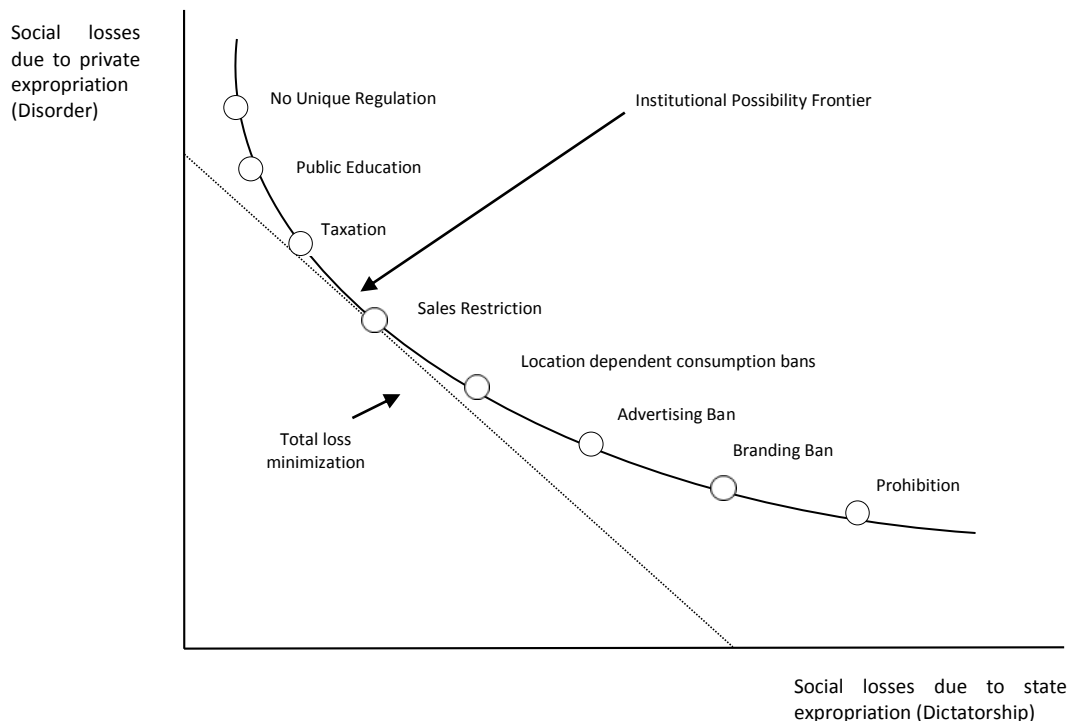 Social losses
due to private
expropriation
(Disorder)
No Unique Regulation
Institutional Possibility Frontier
Public Education
Taxation
Sales Restriction
Location dependent consumption bans
Advertising Ban
Total loss
minimization
Branding Ban
Prohibition
Social losses due to state
expropriation (Dictatorship)